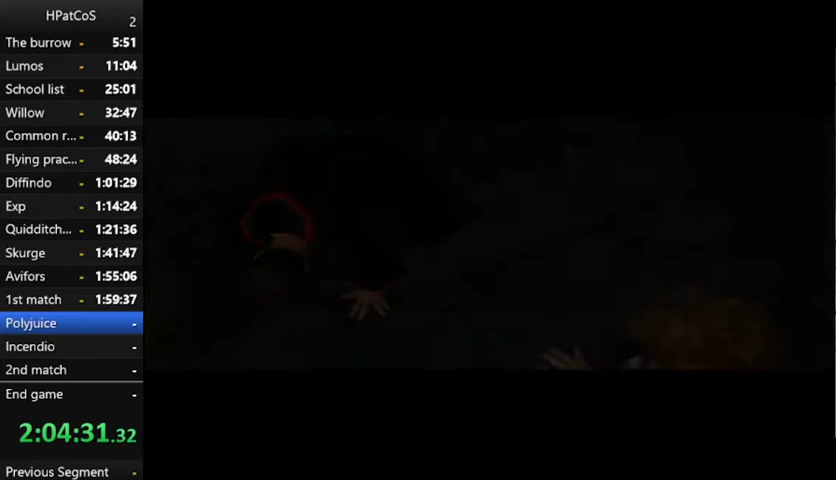 HPatCoS
2
The burrow - 5:51
Lumos - 11:04
School list - 25:01
Willow - 32:47
Common r... - 40:13
Flying prac... - 48:24
Diffindo - 1:01:29
Exp - 1:14:24
Quidditch... - 1:21:36
Skurge - 1:41:47
Avifors - 1:55:06
1st match - 1:59:37
Polyjuice -
Incendio -
2nd match -
End game -
2:04:31.32
Previous Segment -